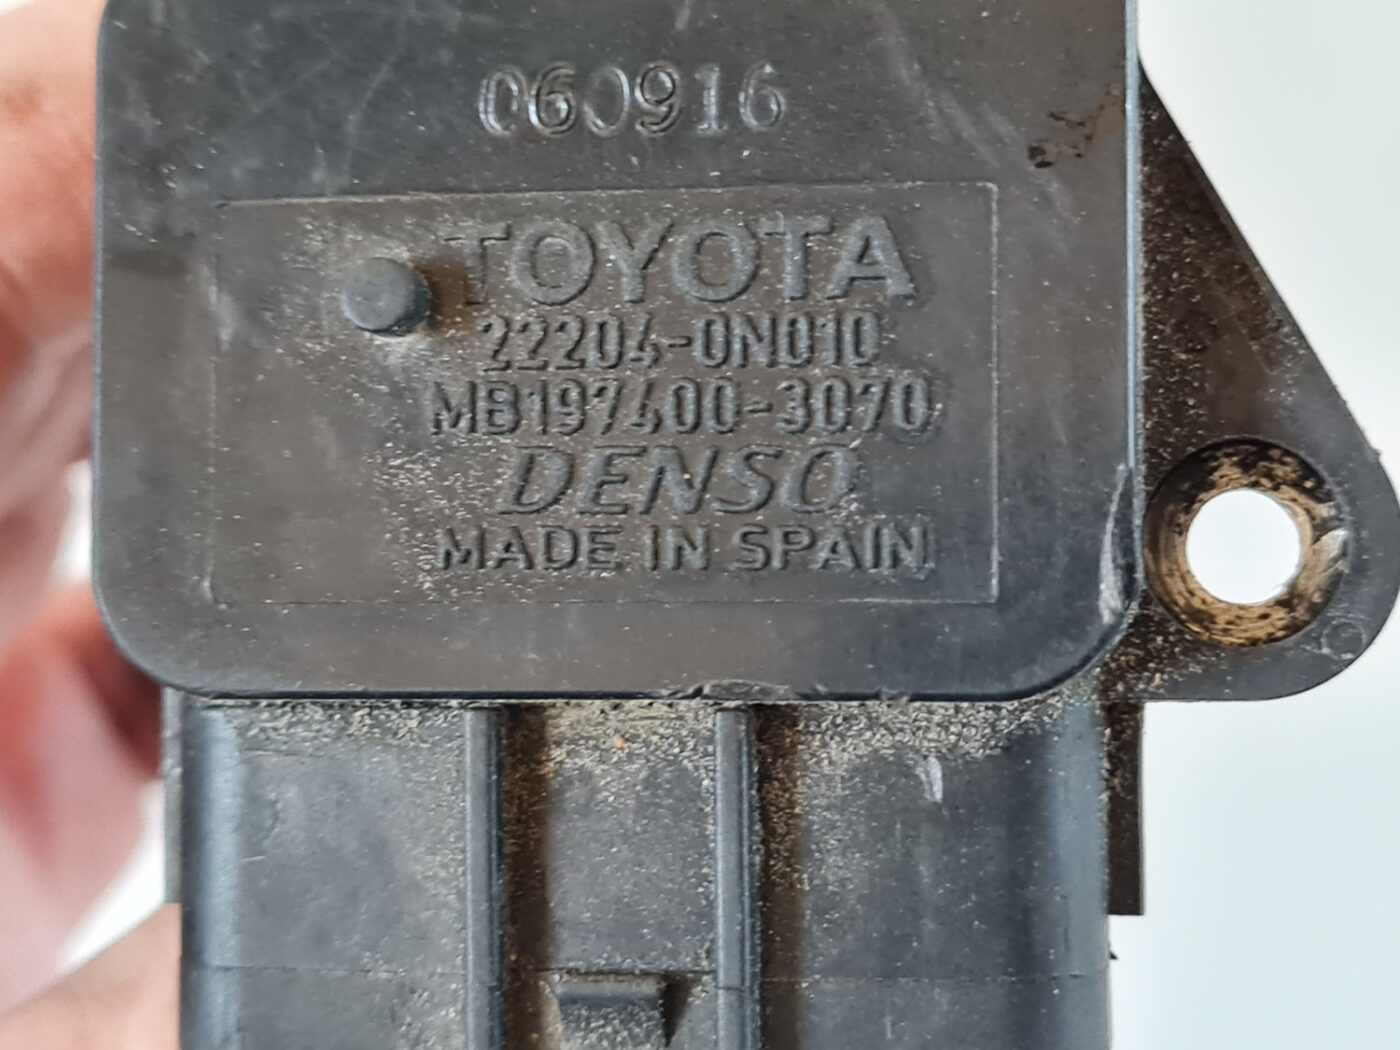 060916
TOYOTA
22204-0N010
MB197400-3070
DENSO
MADE IN SPAIN